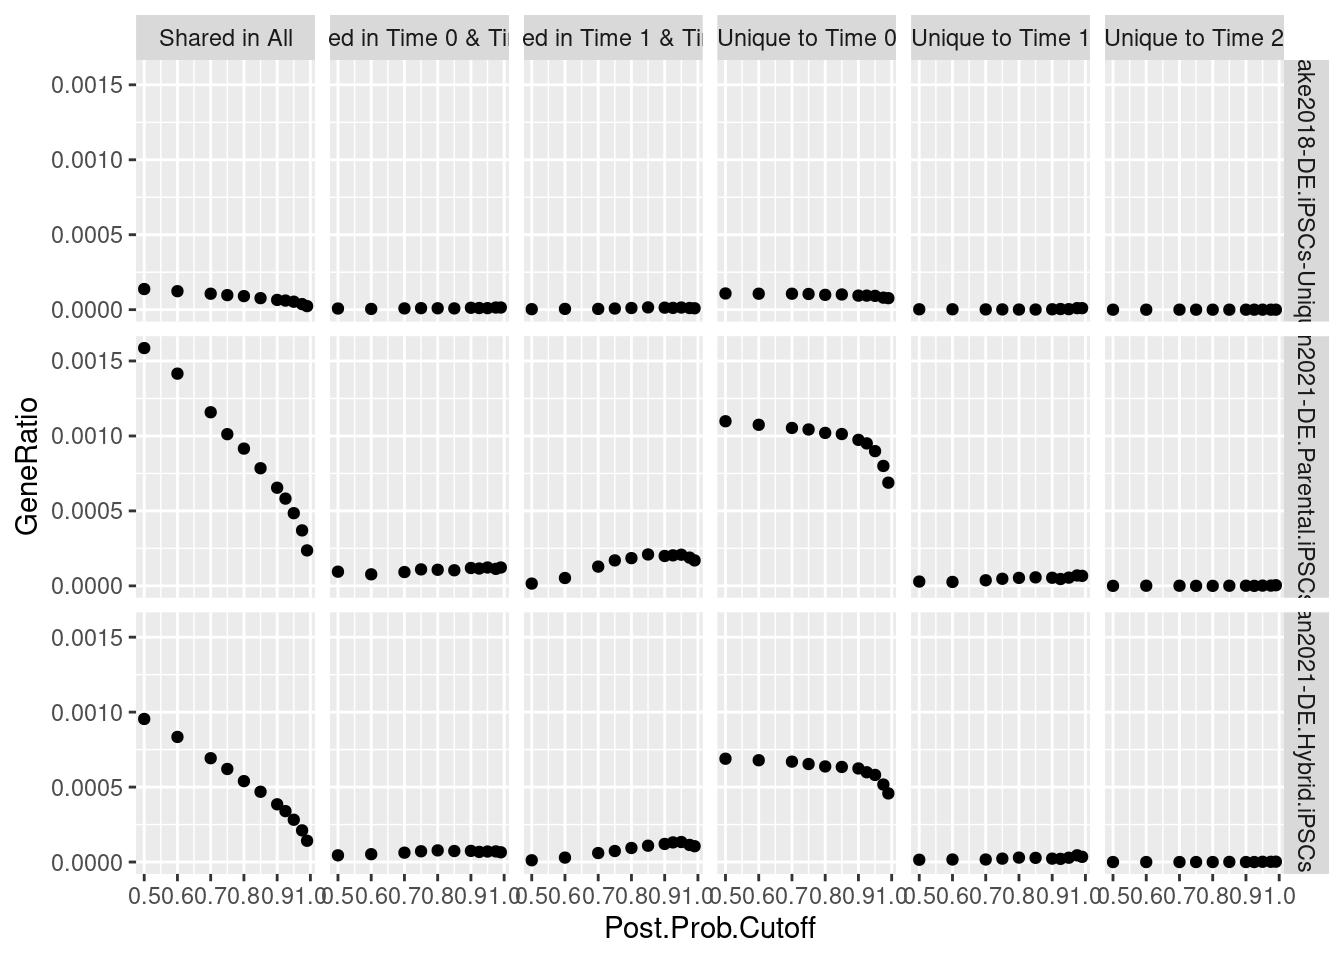 Shared in All
ed in Time 0 & Ti
ed in Time 1 & Ti
Unique to Time 0
Unique to Time 1
Unique to Time 2
0.0015
0.0010
0.0005
0.0000
ake2018-DE.iPSCs-Uniqu
0.0015
0.0010
0.0005
0.0000
n2021-DE.Parental.iPSCs
0.0015
0.0010
0.0005
0.0000
an2021-DE.Hybrid.iPSCs
GeneRatio
0.50.60.70.80.91.0
0.50.60.70.80.91.0
0.50.60.70.80.91.0
0.50.60.70.80.91.0
0.50.60.70.80.91.0
0.50.60.70.80.91.0
Post.Prob.Cutoff